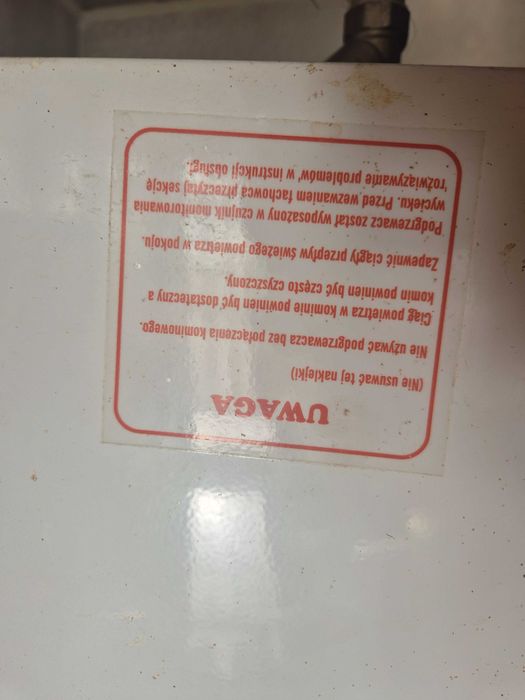 UWAGA
(Nie usuwać tej naklejki)
Nie używać podgrzewacza bez połączenia kominowego.
Ciąg powietrza w kominie powinien być dostateczny a
komin powinien być często czyszczony.
Zapewnić ciągły przepływ świeżego powietrza w pokoju.
Podgrzewacz został wyposażony w czujnik monitorowania
wycieku. Przed wezwaniem fachowca przeczytaj sekcję
'rozwiązywanie problemów' w instrukcji obsługi.